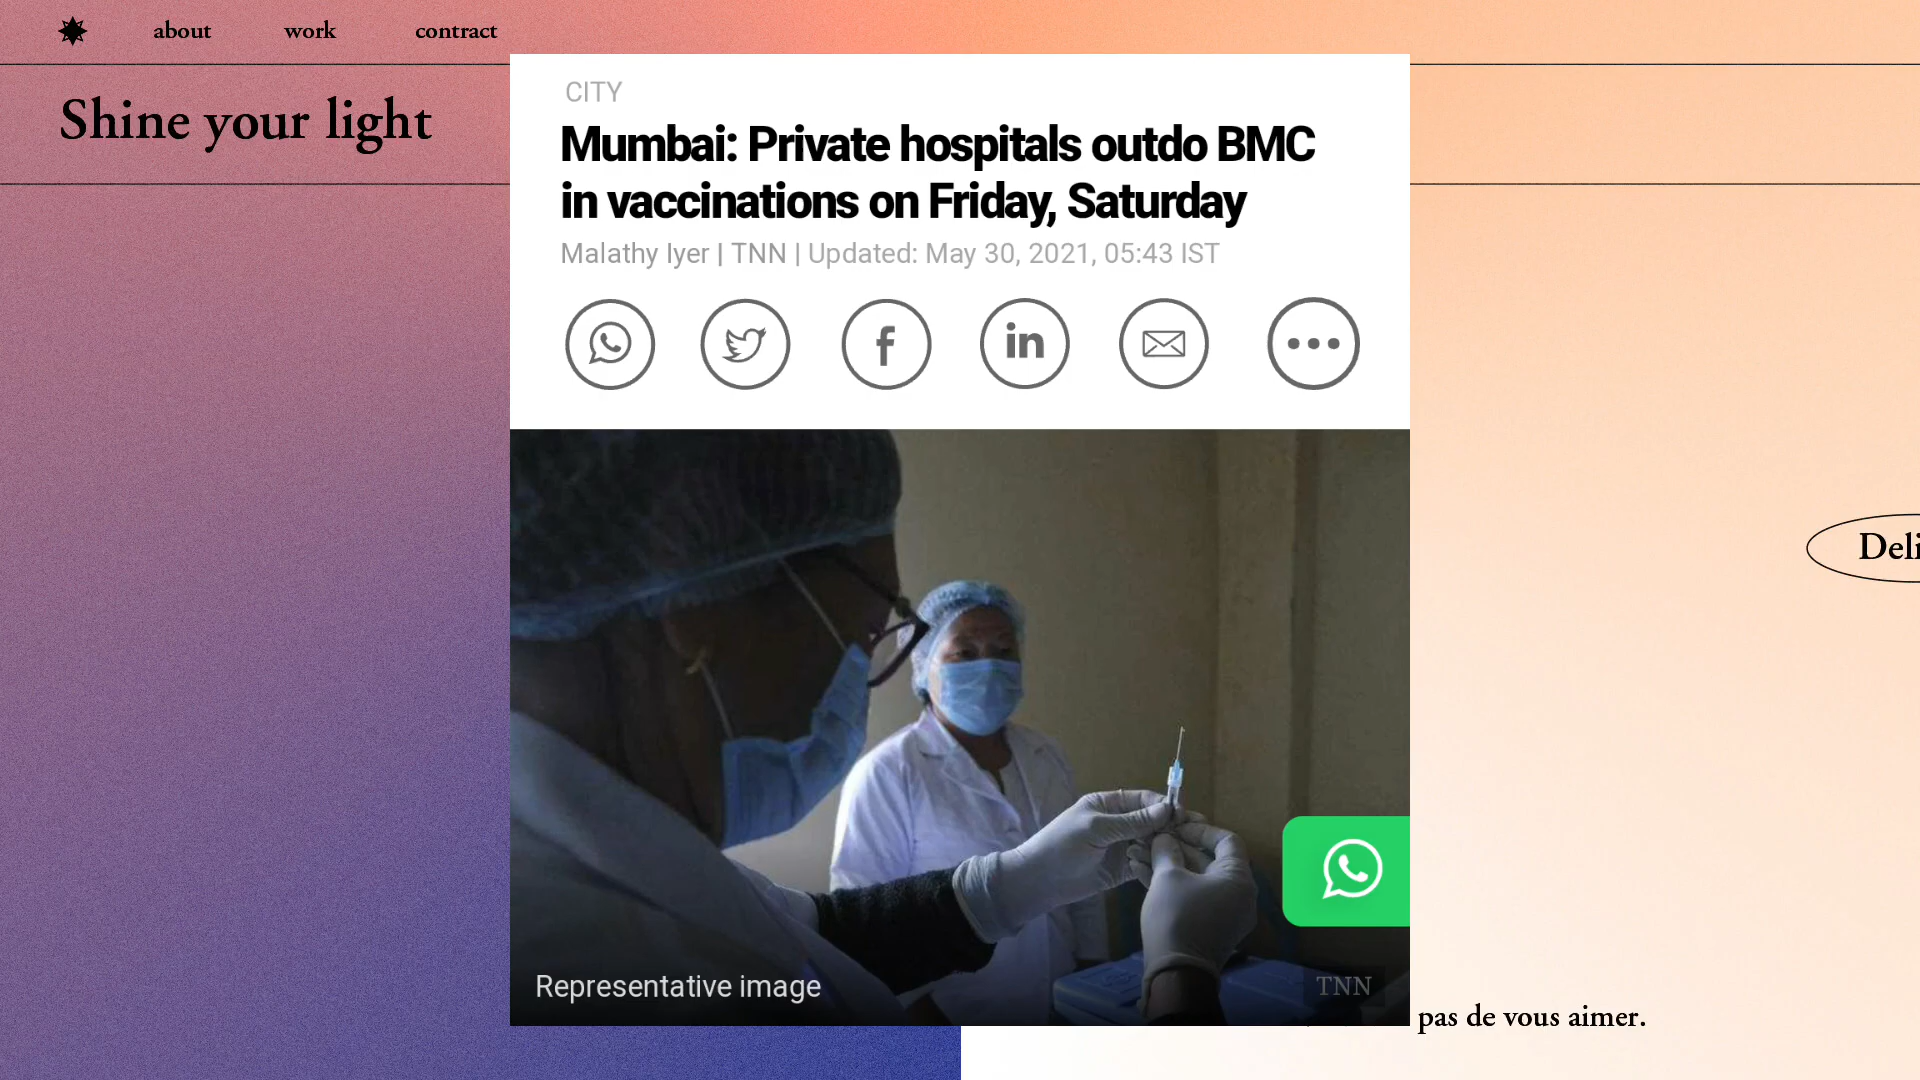 about work contract
Shine your light
CITY
Mumbai: Private hospitals outdo BMC
in vaccinations on Friday, Saturday
Malathy Iyer | TNN | Updated: May 30, 2021, 05:43 IST
Representative image
TNN
pas de vous aimer.